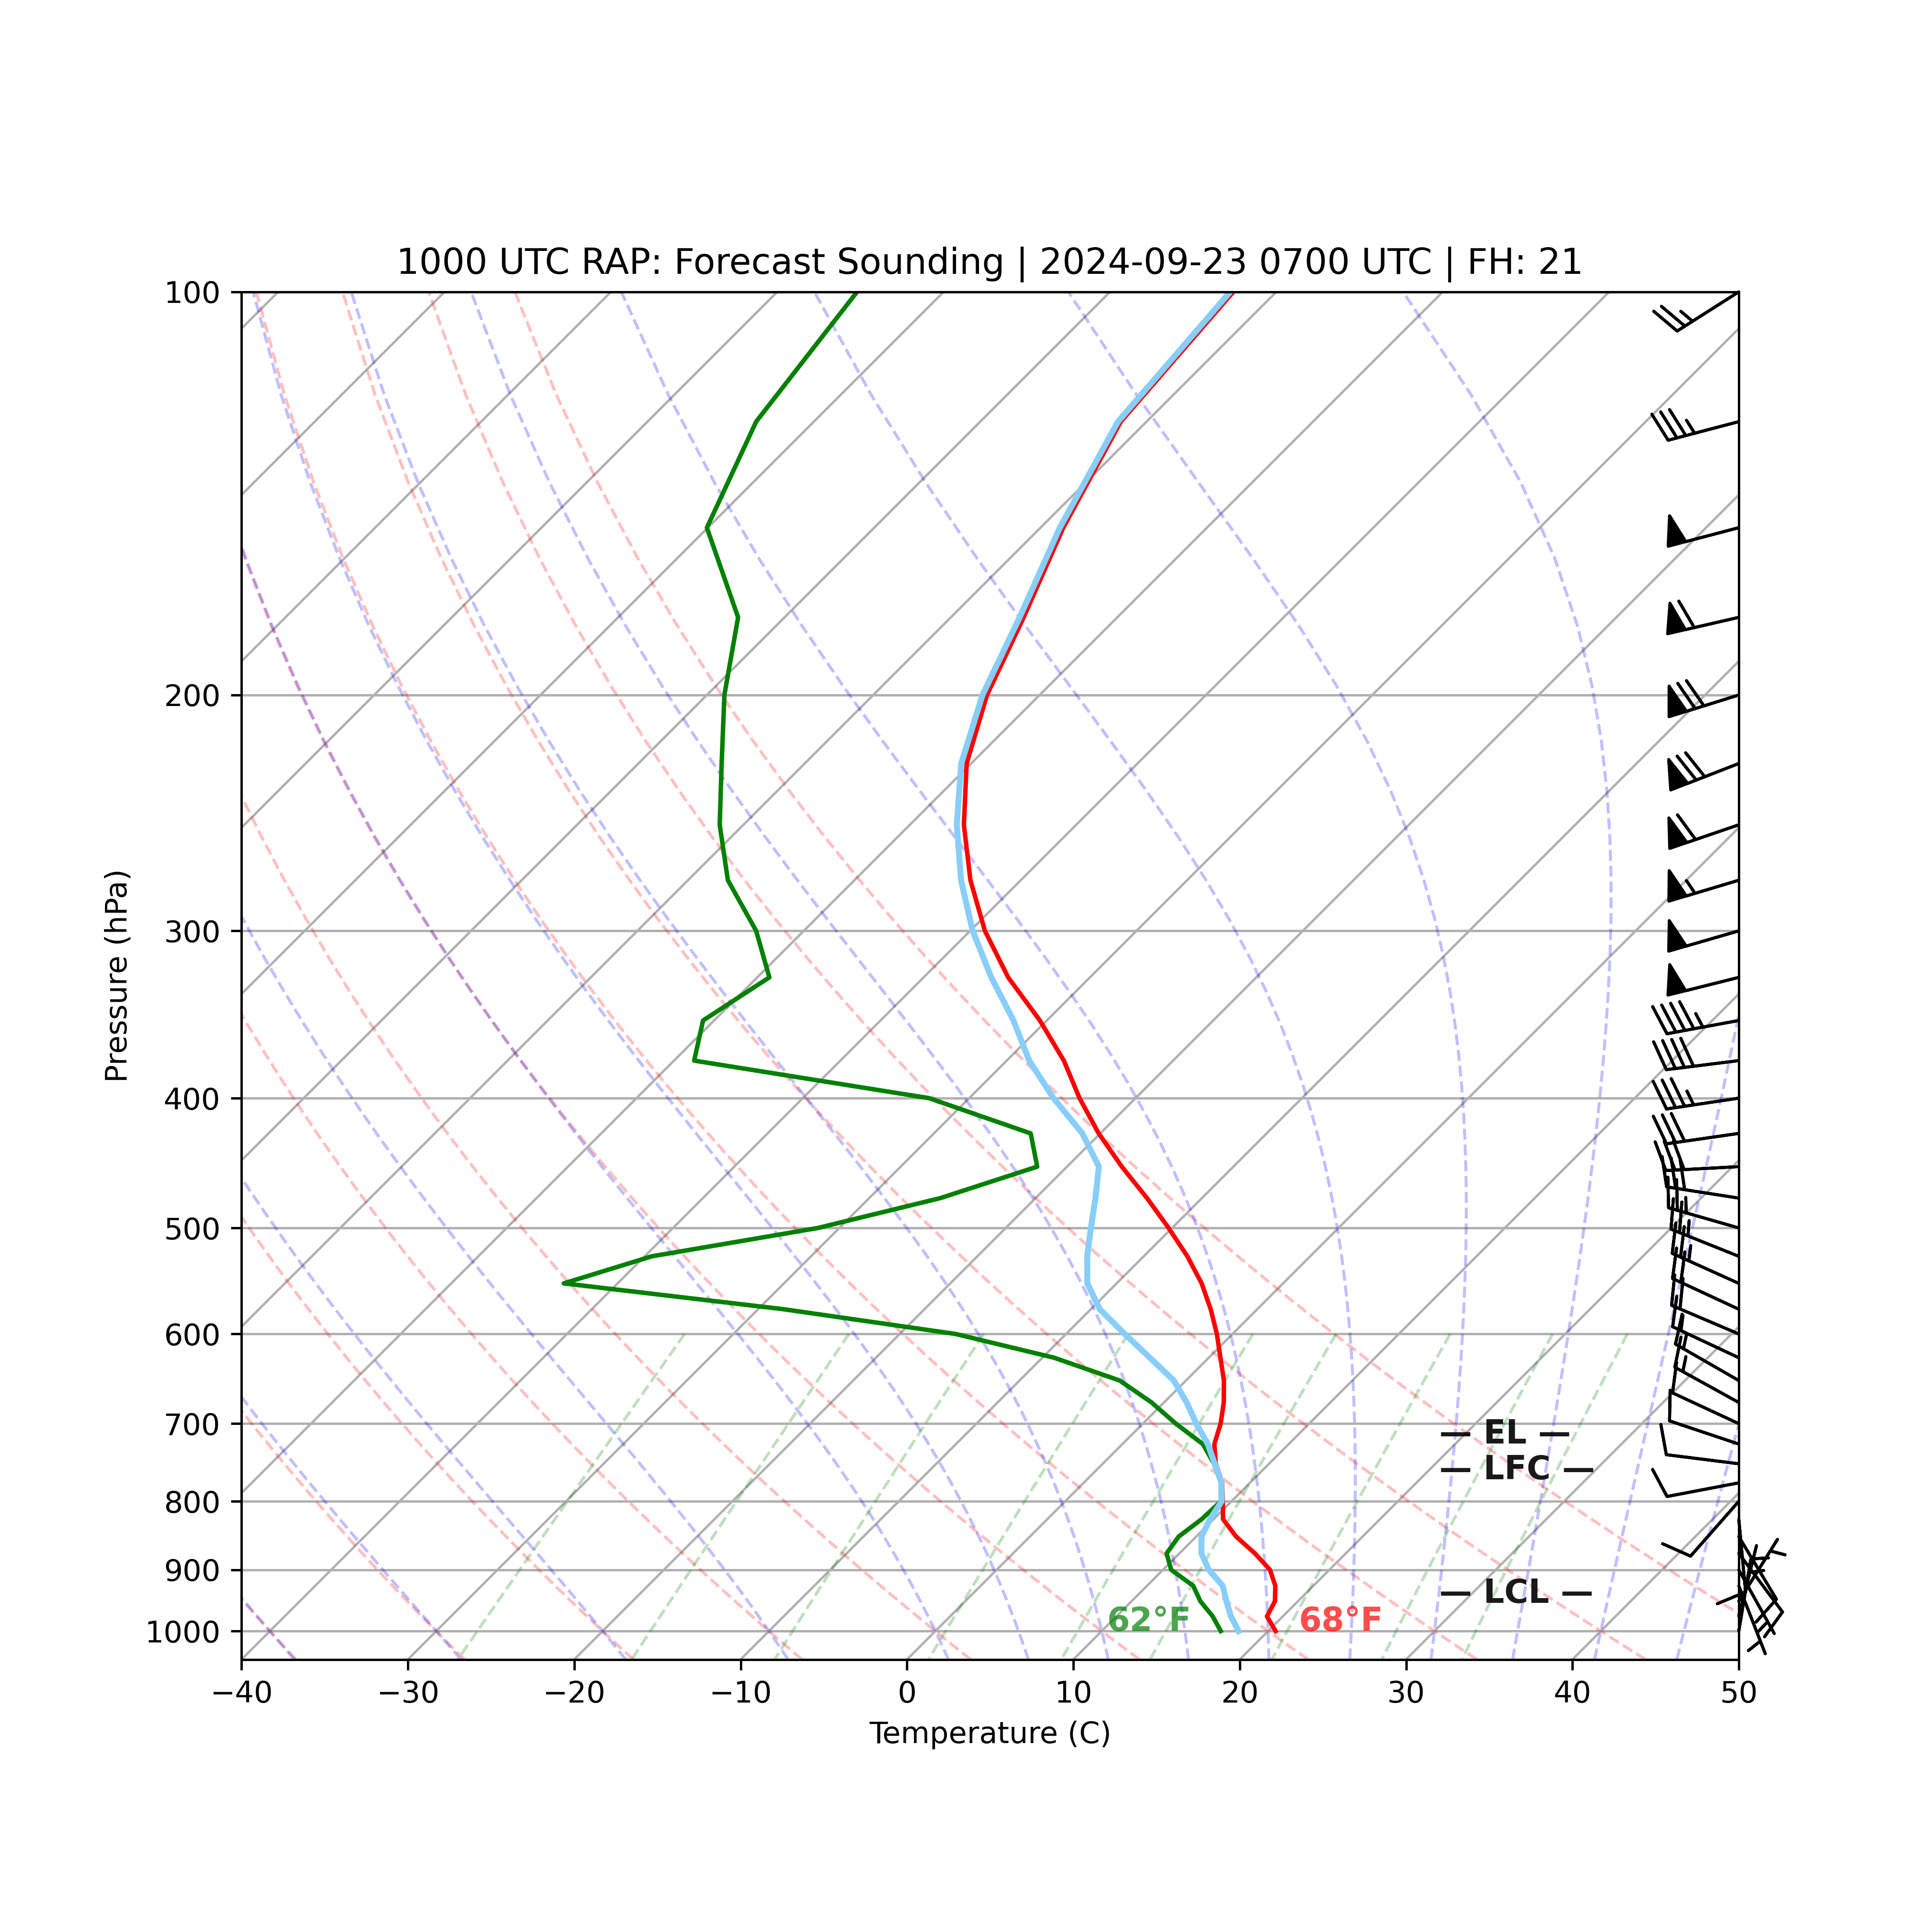 1000 UTC RAP: Forecast Sounding | 2024-09-23 0700 UTC | FH: 21
100
200
300
400
500
600
700
800
900
1000
Pressure (hPa)
— EL —
— LFC —
— LCL —
62°F 68°F
−40 −30 −20 −10 0 10 20 30 40 50
Temperature (C)